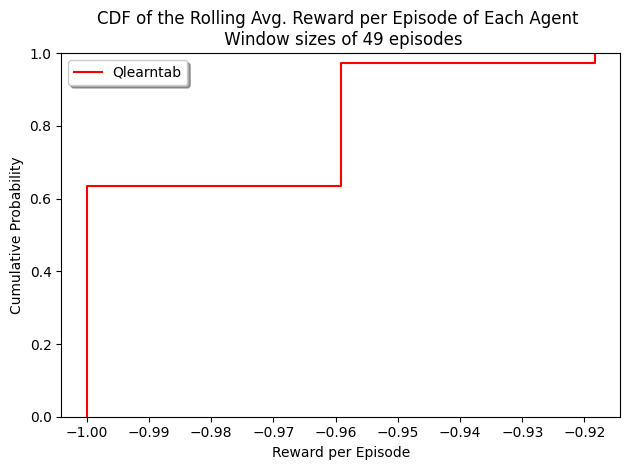 CDF of the Rolling Avg. Reward per Episode of Each Agent
Window sizes of 49 episodes
Qlearntab
Cumulative Probability
1.0
0.8
0.6
0.4
0.2
0.0
−1.00 −0.99 −0.98 −0.97 −0.96 −0.95 −0.94 −0.93 −0.92
Reward per Episode